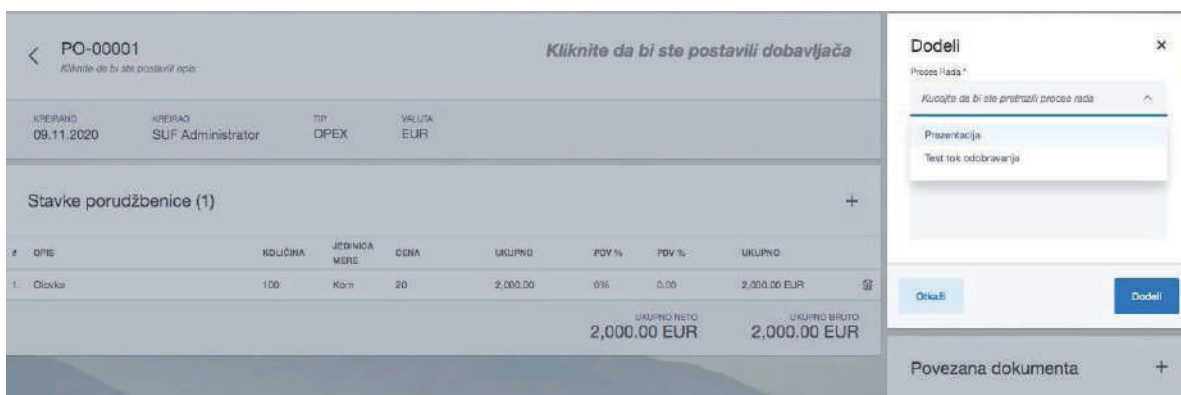 PO-00001
Kliknite da bi ste postavili opis
Kliknite da bi ste postavili dobavljača
KREIRANO
KREIRAO
TIP
VALUTA
09.11.2020
SUF Administrator
OPEX
EUR
Stavke porudžbenice (1)
# OPIS KOLIČINA JEDINICA MERE CENA UKUPNO PDV % PDV % UKUPNO
1. Olovka 100 Kom 20 2,000.00 0% 0.00 2,000.00 EUR
UKUPNO NETO
2,000.00 EUR
UKUPNO BRUTO
2,000.00 EUR
Dodeli
Proces Rada *
Kucajte da bi ste pretražili proces rada
Prezentacija
Test tok odobravanja
Otkaži
Dodeli
Povezana dokumenta